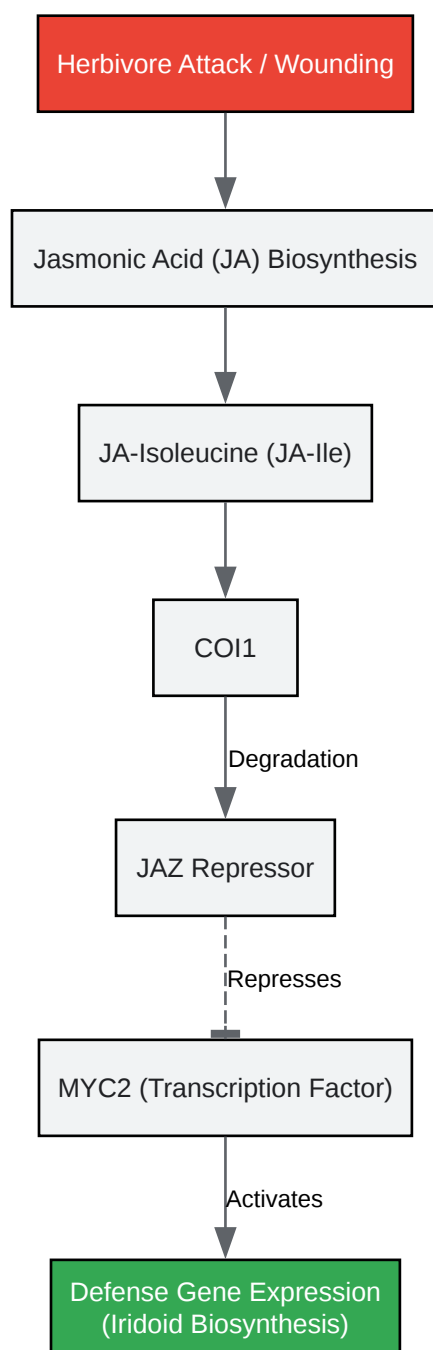 Herbivore Attack / Wounding
Jasmonic Acid (JA) Biosynthesis
JA-Isoleucine (JA-Ile)
COI1
Degradation
JAZ Repressor
Represses
MYC2 (Transcription Factor)
Activates
Defense Gene Expression
(Iridoid Biosynthesis)